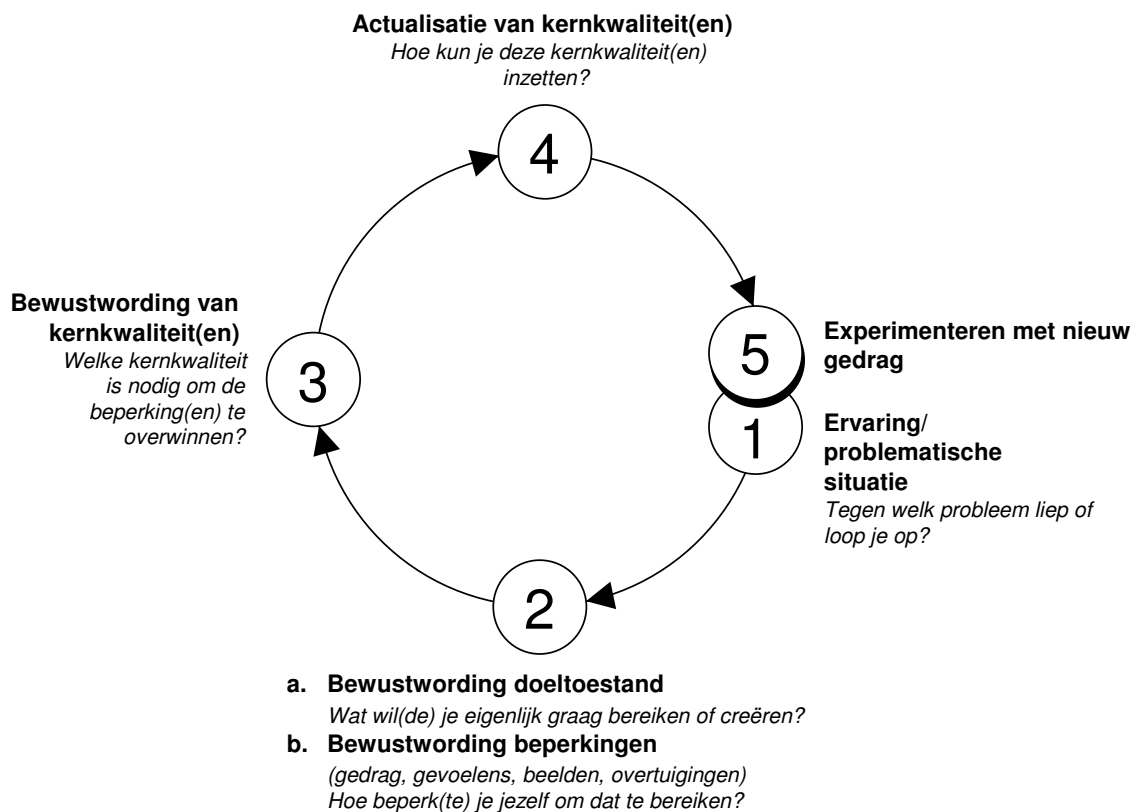 Actualisatie van kernkwaliteit(en)
Hoe kun je deze kernkwaliteit(en)
inzetten?
4
Bewustwording van
kernkwaliteit(en)
Welke kernkwaliteit
is nodig om de
beperking(en) te
overwinnen?
3
5
Experimenteren met nieuw
gedrag
1
Ervaring/
problematische
situatie
Tegen welk probleem liep of
loop je op?
2
a. Bewustwording doeltoestand
Wat wil(de) je eigenlijk graag bereiken of creëren?
b. Bewustwording beperkingen
(gedrag, gevoelens, beelden, overtuigingen)
Hoe beperk(te) je jezelf om dat te bereiken?